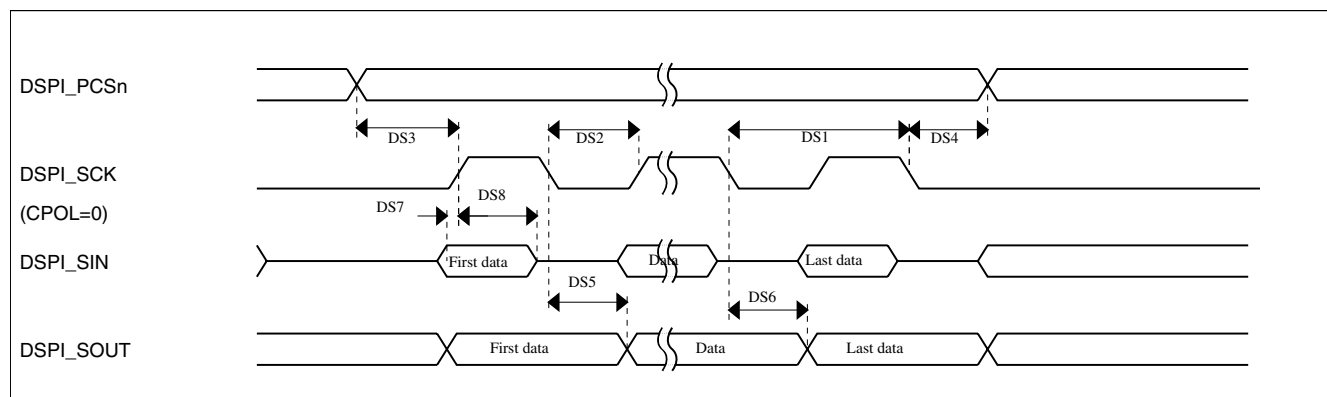 DSPI_PCSn
DS3
DS2
DS1
DS4
DSPI_SCK
DS7
DS8
(CPOL=0)
DSPI_SIN
First data
Data
Last data
DS5
DS6
DSPI_SOUT
First data
Data
Last data